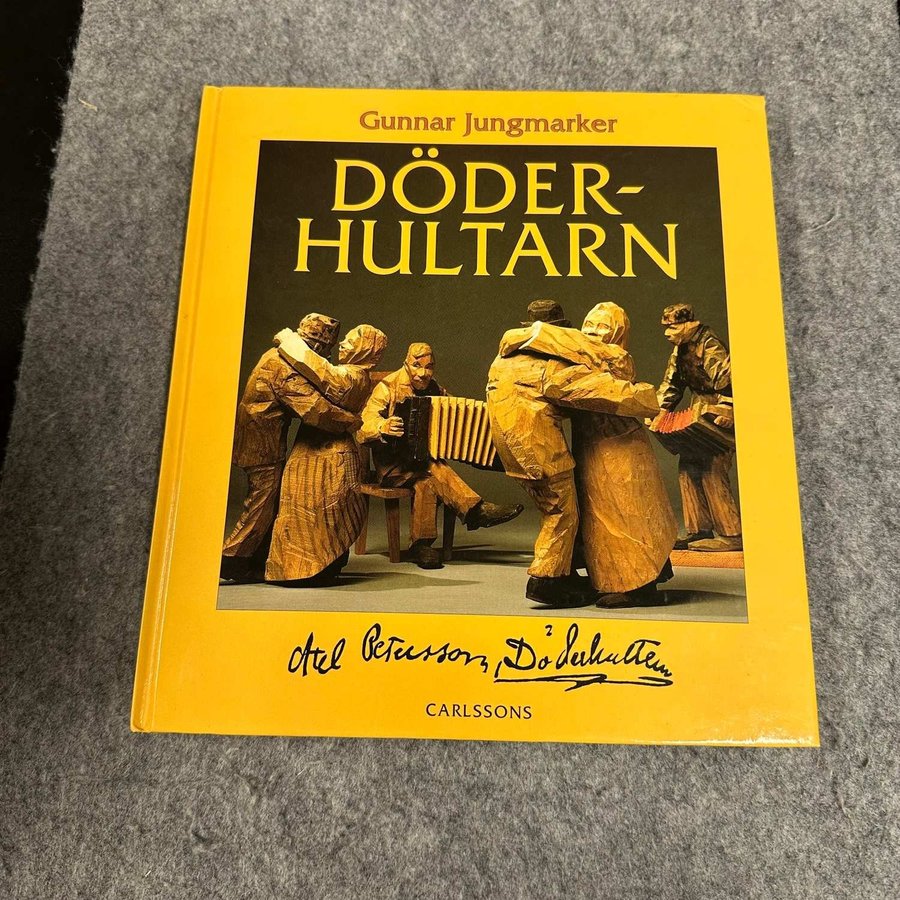 Gunnar Jungmarker
DÖDER-
HULTARN
Axel Petersson, Döderhultarn
CARLSSONS